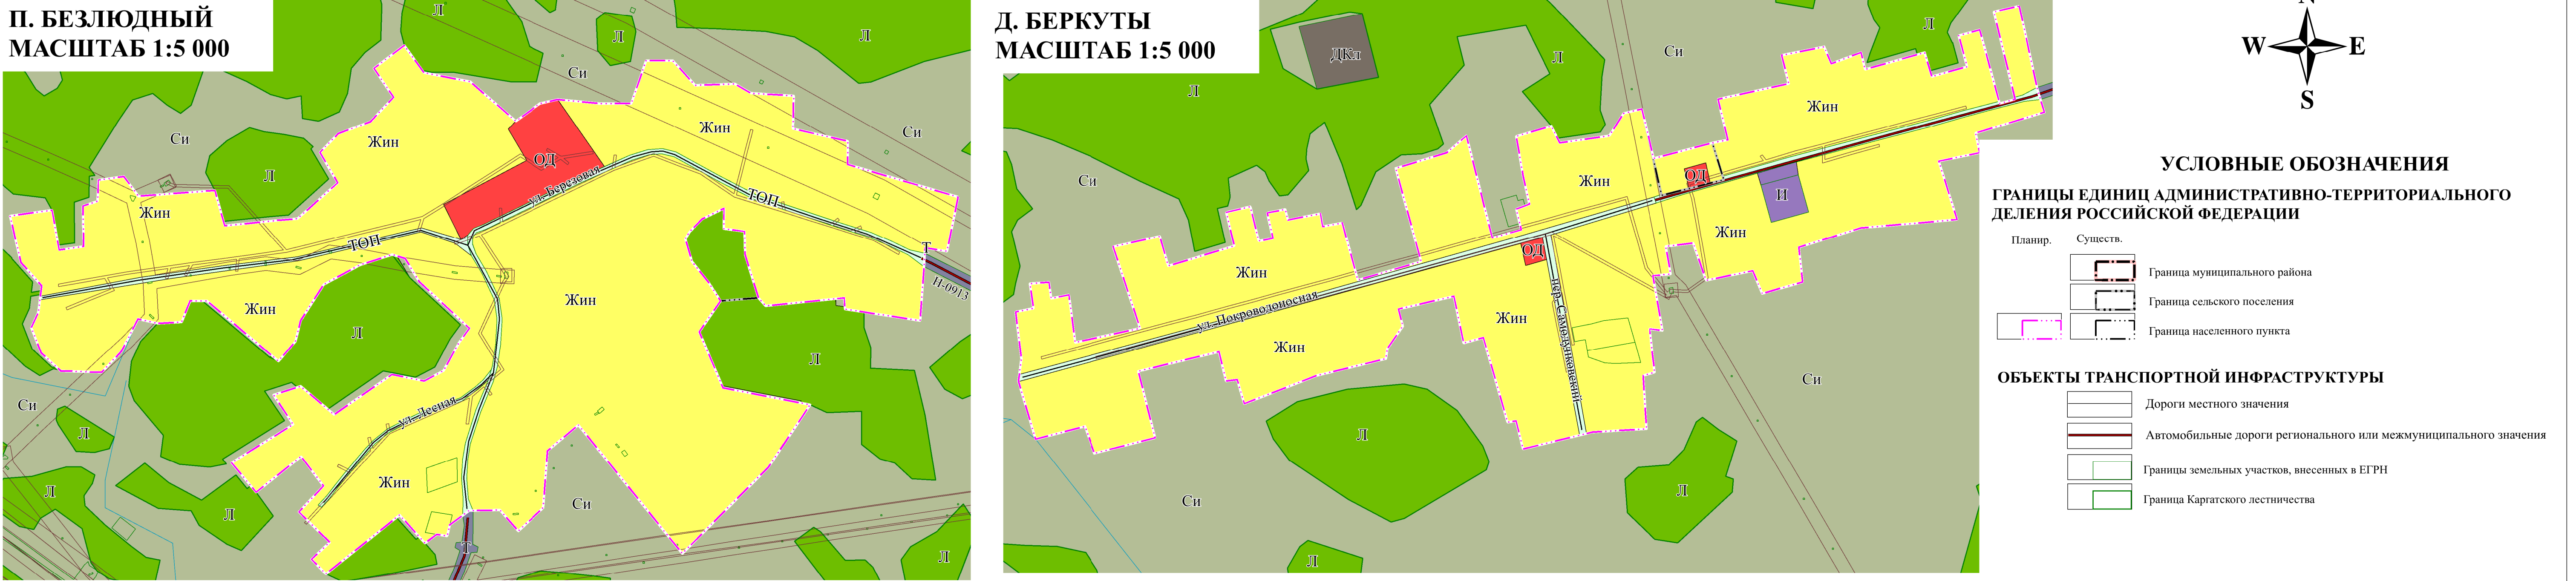 П. БЕЗЛЮДНЫЙ
МАСШТАБ 1:5 000
Л
Л
Л
Си
Си
Си
Л
Жин
Жин
Жин
ОД
ул. Березовая
ТОП
ТОП
Т
Н-0913
Жин
Жин
Л
Л
Си
Л
ул. Лесная
Жин
Л
Л
Си
Т
Л
Д. БЕРКУТЫ
МАСШТАБ 1:5 000
ДКл
Л
Л
Си
Л
Жин
Си
Жин
ОД
И
Жин
ОД
Жин
ул. Покроволоносная
пер. Самолучковский
Жин
Жин
Си
Л
Л
Си
Л
N
W
E
S
УСЛОВНЫЕ ОБОЗНАЧЕНИЯ
ГРАНИЦЫ ЕДИНИЦ АДМИНИСТРАТИВНО-ТЕРРИТОРИАЛЬНОГО
ДЕЛЕНИЯ РОССИЙСКОЙ ФЕДЕРАЦИИ
Планир.
Существ.
Граница муниципального района
Граница сельского поселения
Граница населенного пункта
ОБЪЕКТЫ ТРАНСПОРТНОЙ ИНФРАСТРУКТУРЫ
Дороги местного значения
Автомобильные дороги регионального или межмуниципального значения
Границы земельных участков, внесенных в ЕГРН
Граница Каргатского лестничества